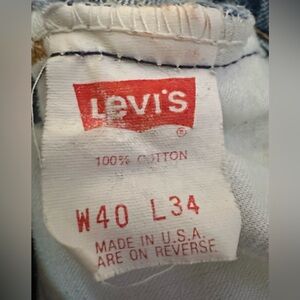 LeVI'S
®
100% COTTON
W40 L34
MADE IN U.S.A.
ARE ON REVERSE